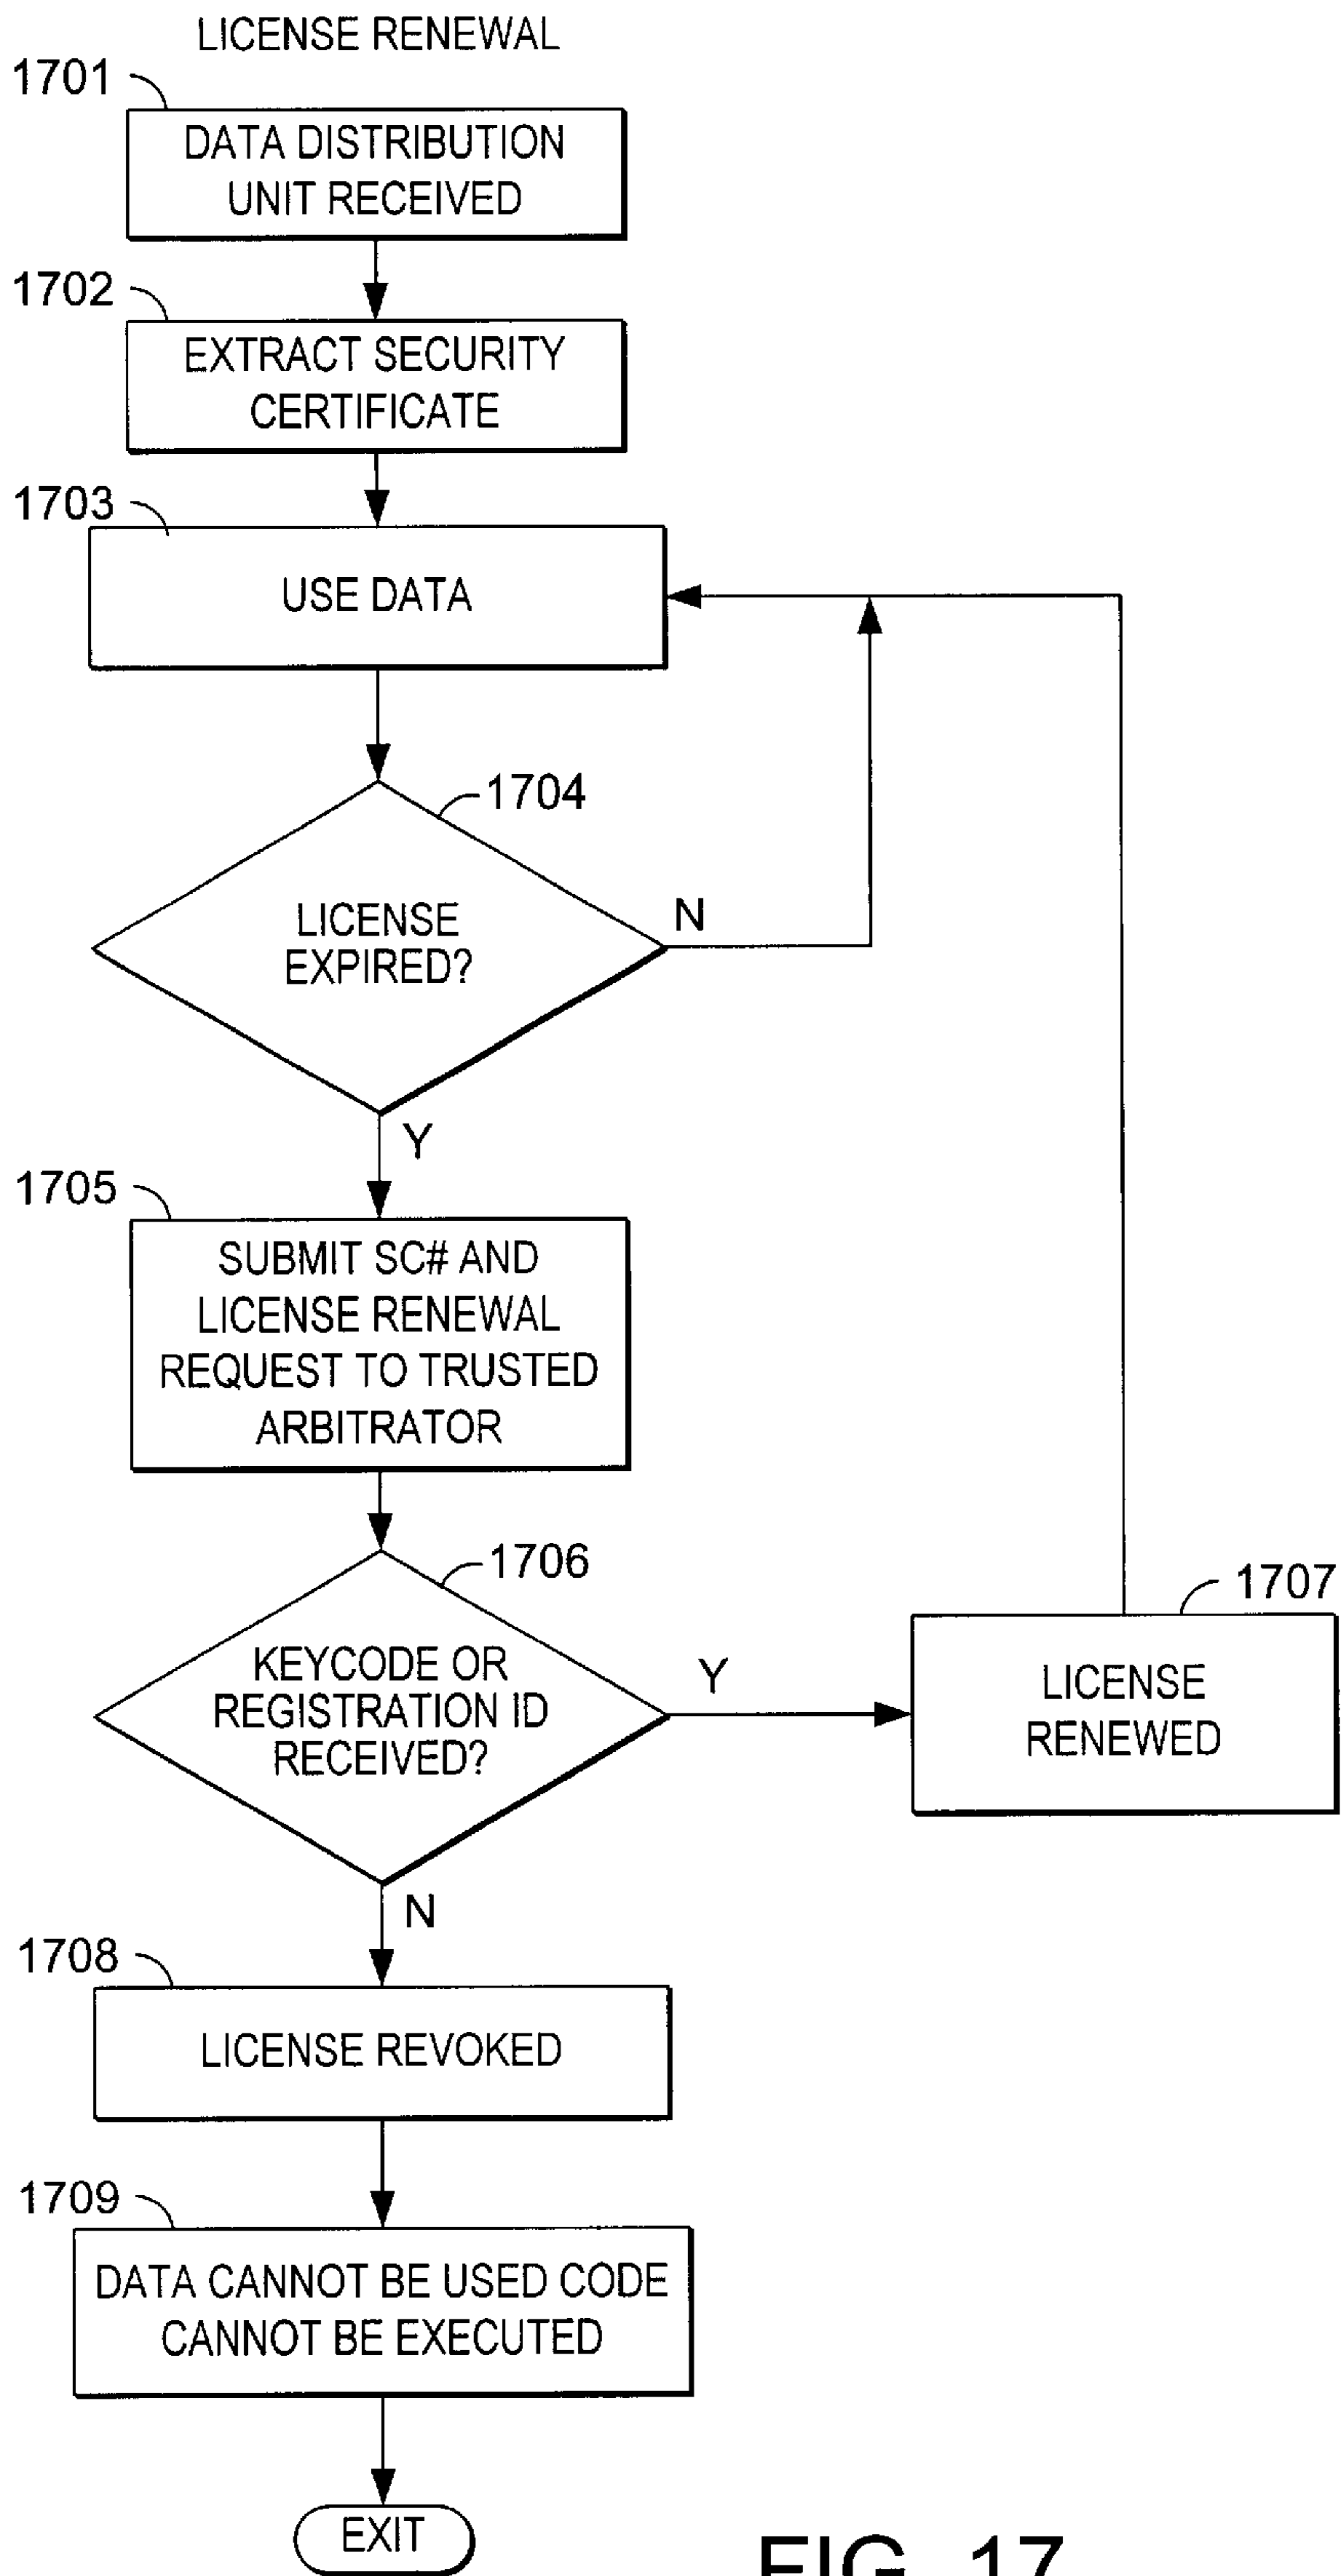 LICENSE RENEWAL
1701
DATA DISTRIBUTION
UNIT RECEIVED
1702
EXTRACT SECURITY
CERTIFICATE
1703
USE DATA
1704
LICENSE
EXPIRED?
N
Y
1705
SUBMIT SC# AND
LICENSE RENEWAL
REQUEST TO TRUSTED
ARBITRATOR
1706
KEYCODE OR
REGISTRATION ID
RECEIVED?
Y
1707
LICENSE
RENEWED
N
1708
LICENSE REVOKED
1709
DATA CANNOT BE USED CODE
CANNOT BE EXECUTED
EXIT
FIG. 17